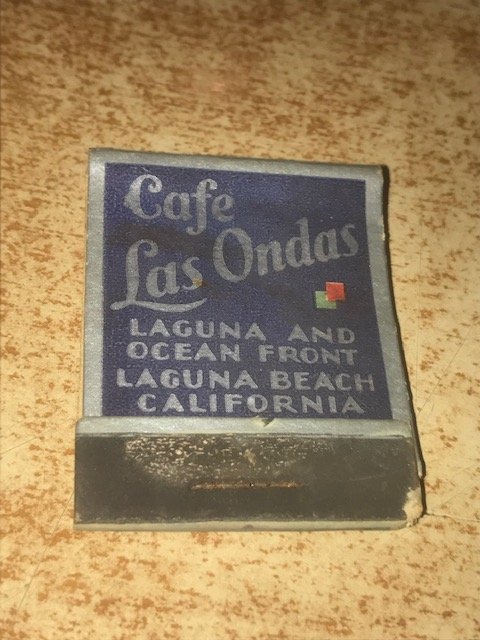 Cafe
Las Ondas
LAGUNA AND
OCEAN FRONT
LAGUNA BEACH
CALIFORNIA